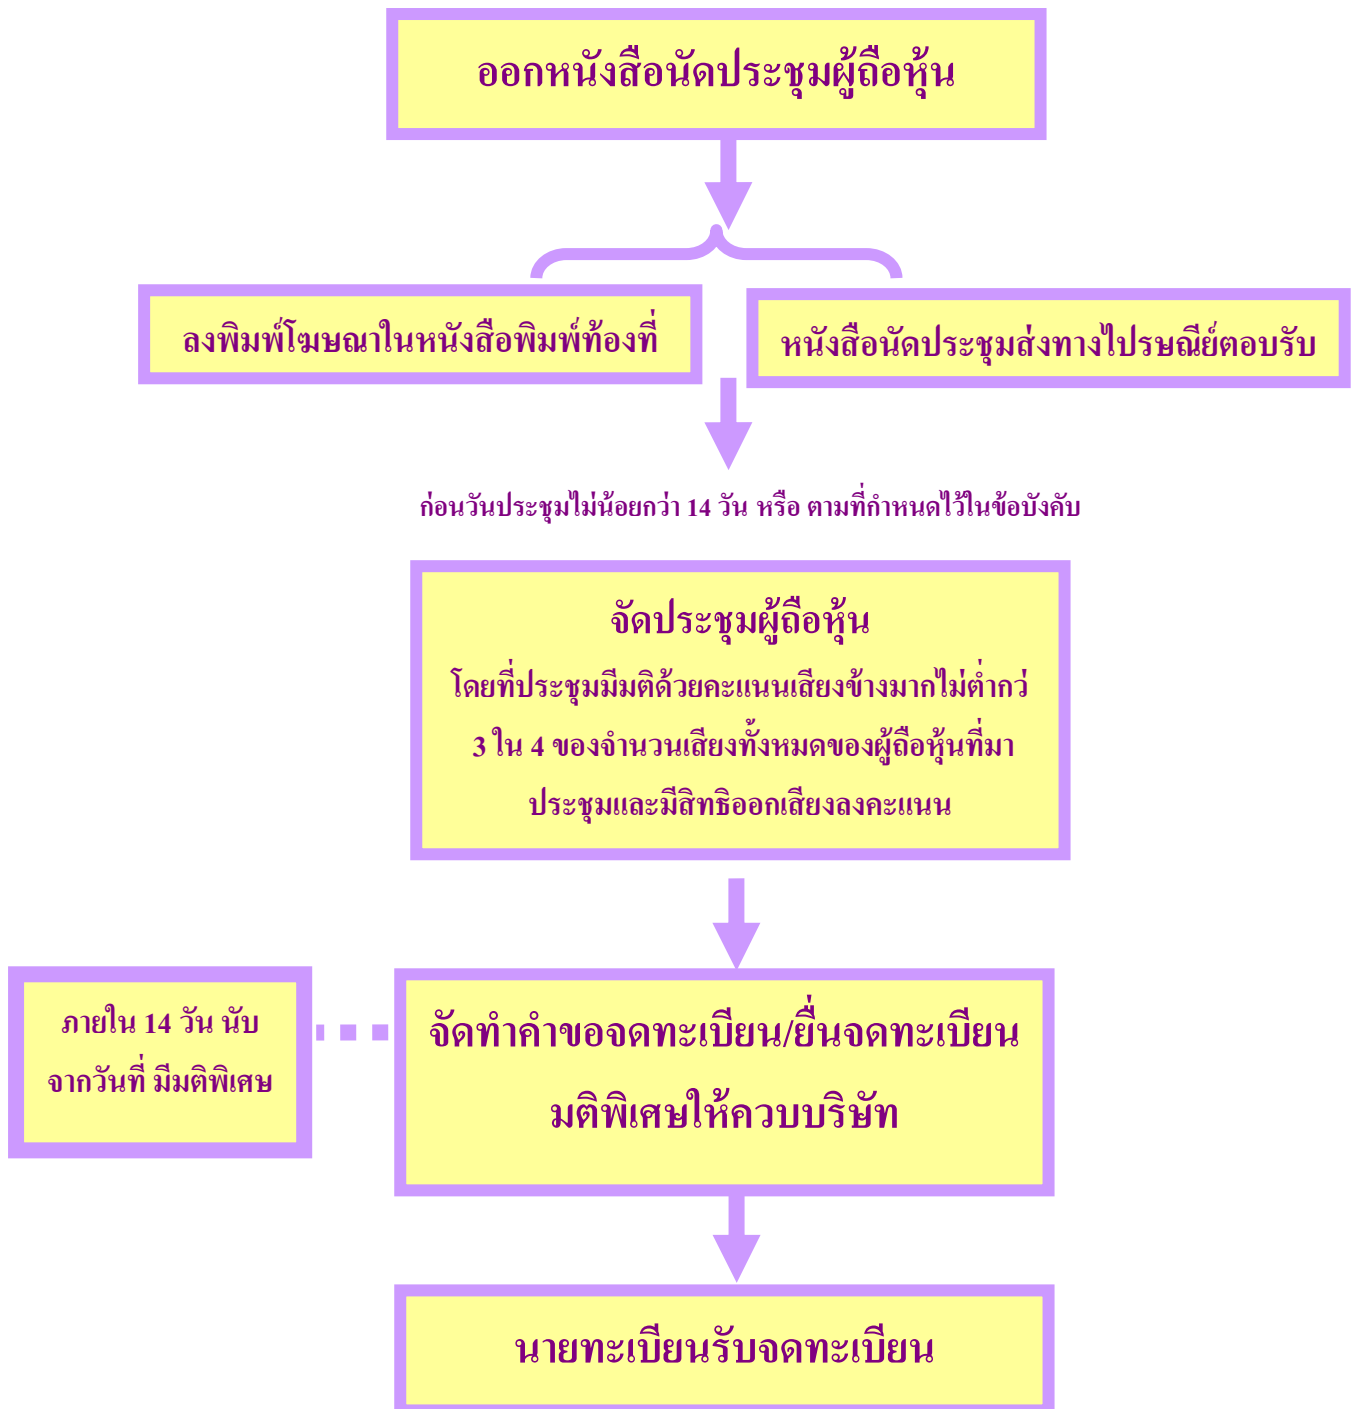 ออกหนังสือนัดประชุมผู้ถือหุ้น
ลงพิมพ์โฆษณาในหนังสือพิมพ์ท้องที่
หนังสือนัดประชุมส่งทางไปรษณีย์ตอบรับ
ก่อนวันประชุมไม่น้อยกว่า 14 วัน หรือ ตามที่กำหนดไว้ในข้อบังคับ
จัดประชุมผู้ถือหุ้น
โดยที่ประชุมมีมติด้วยคะแนนเสียงข้างมากไม่ต่ำกว่
3 ใน 4 ของจำนวนเสียงทั้งหมดของผู้ถือหุ้นที่มา
ประชุมและมีสิทธิออกเสียงลงคะแนน
ภายใน 14 วัน นับ
จากวันที่ มีมติพิเศษ
จัดทำคำขอจดทะเบียน/ยื่นจดทะเบียน
มติพิเศษให้ควบบริษัท
นายทะเบียนรับจดทะเบียน